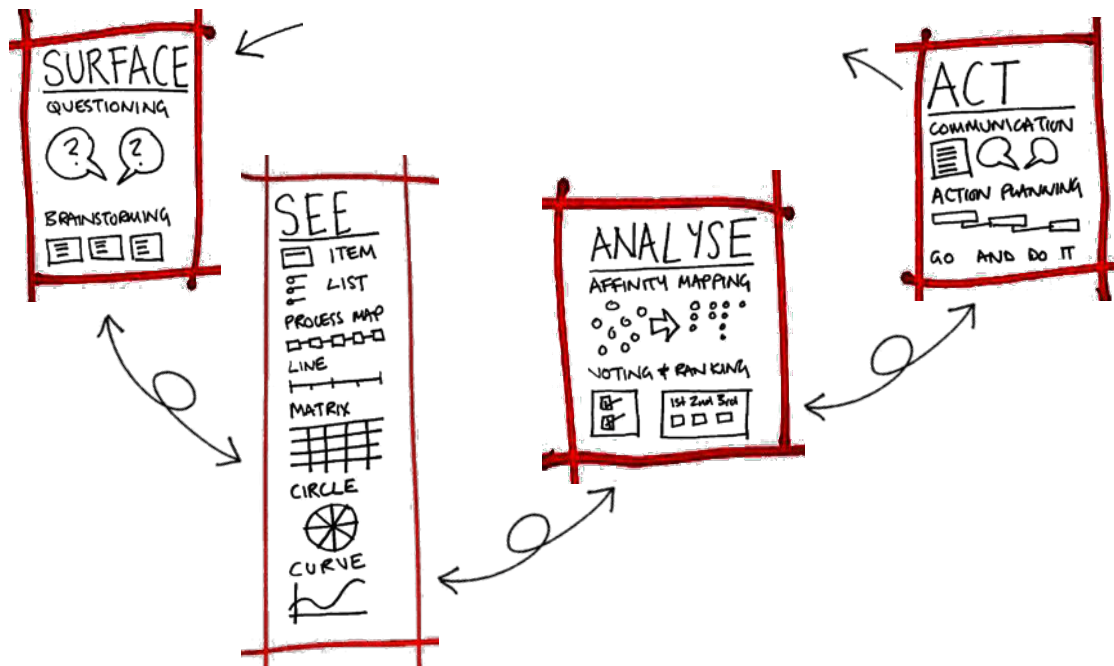 SURFACE
QUESTIONING
? ?
BRAINSTORMING
SEE
ITEM
LIST
PROCESS MAP
LINE
MATRIX
CIRCLE
CURVE
ANALYSE
AFFINITY MAPPING
VOTING & RANKING
1st 2nd 3rd
ACT
COMMUNICATION
ACTION PLANNING
GO AND DO IT